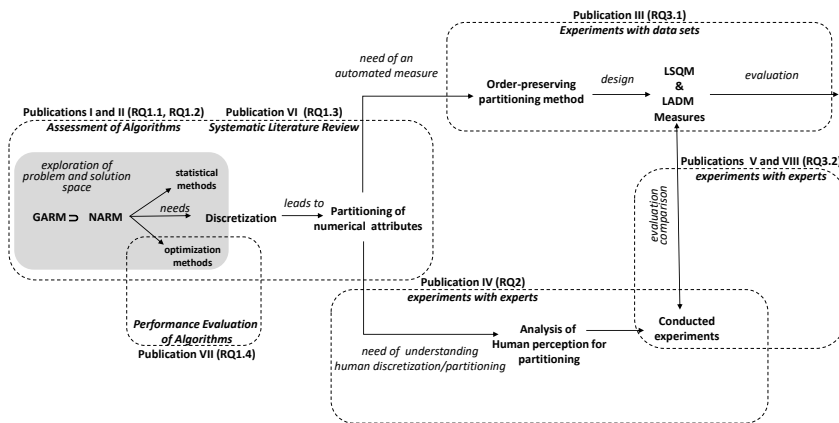 Publication III (RQ3.1)
Experiments with data sets
need of an
automated measure
Order-preserving
partitioning method
design
LSQM
&
LADM
Measures
evaluation
Publications I and II (RQ1.1, RQ1.2)
Assessment of Algorithms
Publication VI (RQ1.3)
Systematic Literature Review
exploration of
problem and solution
space
statistical
methods
GARM ⊃ NARM
needs
Discretization
leads to
Partitioning of
numerical attributes
optimization
methods
Performance Evaluation
of Algorithms
Publication VII (RQ1.4)
Publications V and VIII (RQ3.2)
experiments with experts
evaluation
comparison
Publication IV (RQ2)
experiments with experts
need of understanding
human discretization/partitioning
Analysis of
Human perception for
partitioning
Conducted
experiments